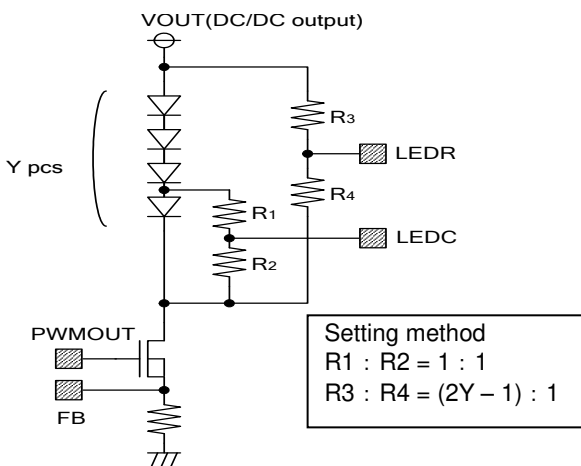 VOUT(DC/DC output)
R3
LEDR
Y pcs
R4
R1
LEDC
R2
PWMOUT
FB
Setting method
R1 : R2 = 1 : 1
R3 : R4 = (2Y – 1) : 1